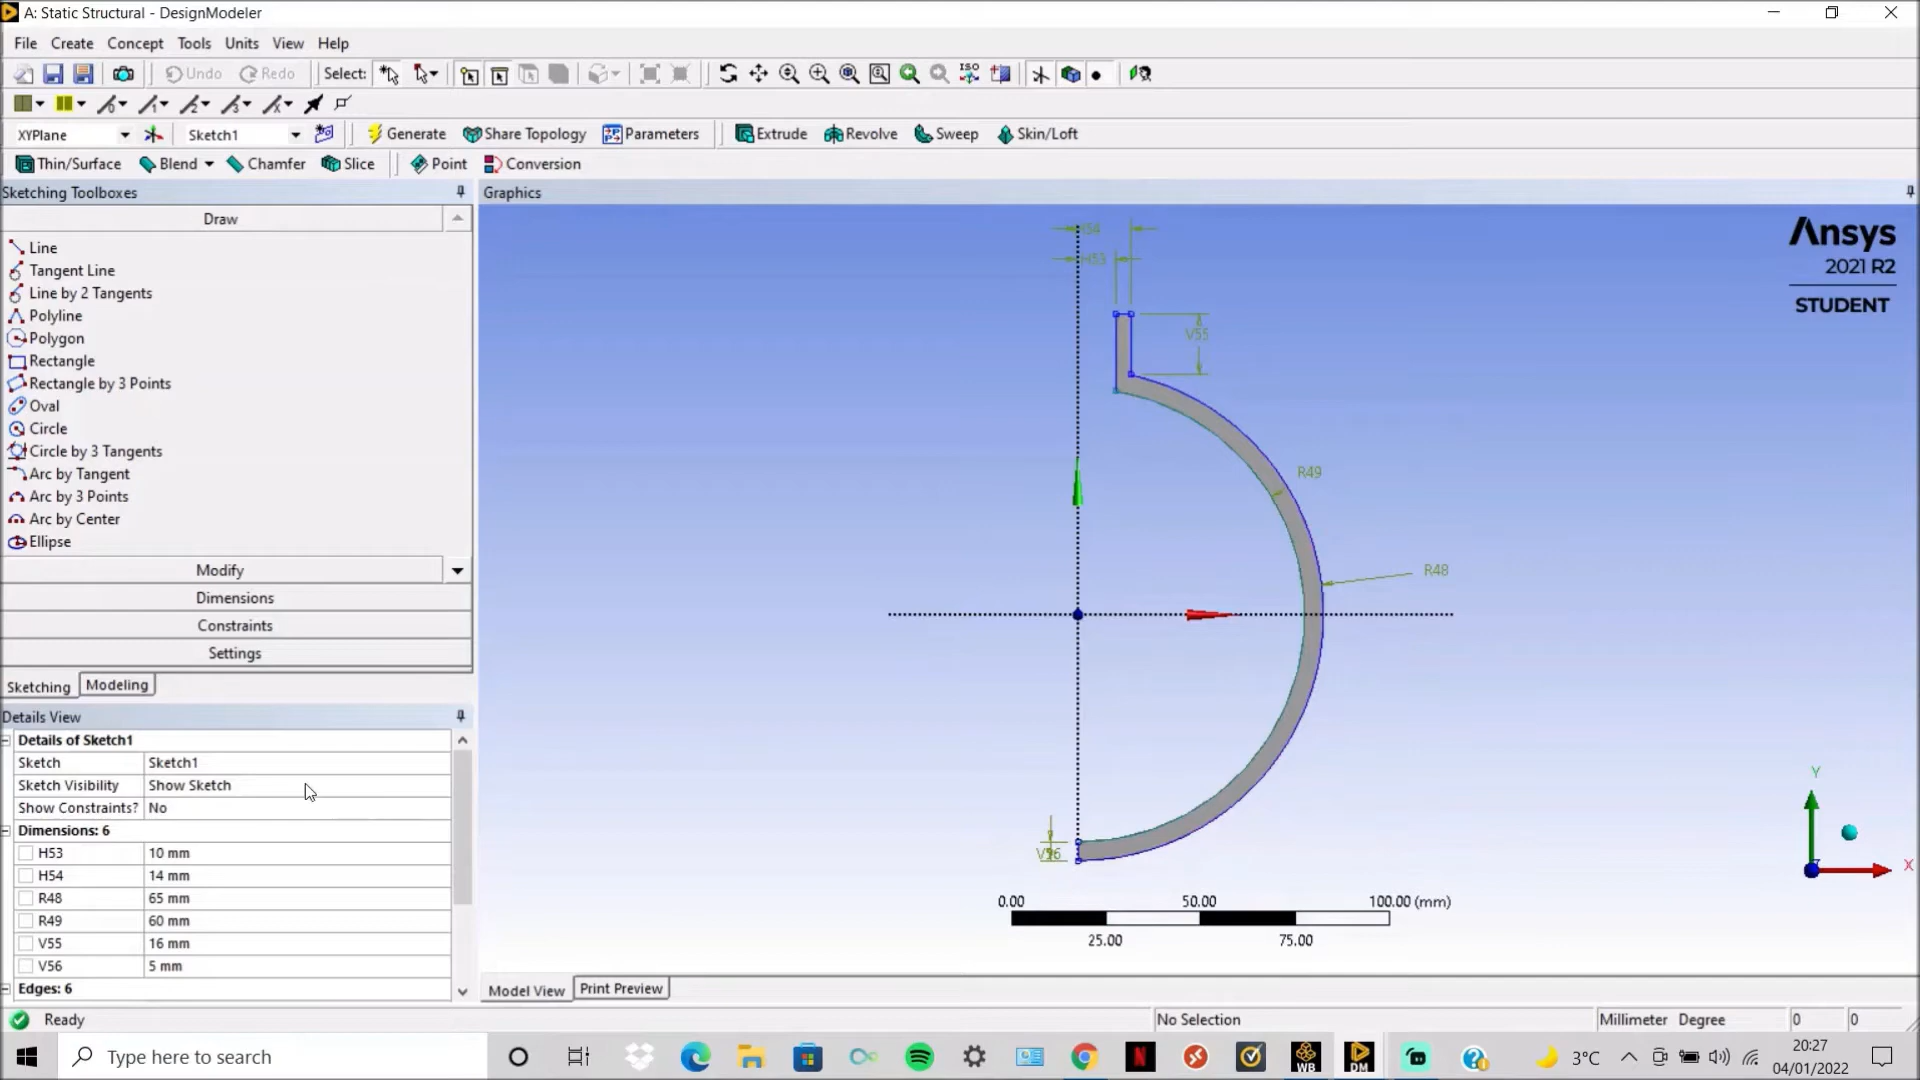 A: Static Structural - DesignModeler
File Create Concept Tools Units View Help
Undo Redo Select: ISO
XYPlane Sketch1 Generate Share Topology Parameters Extrude Revolve Sweep Skin/Loft
Thin/Surface Blend Chamfer Slice Point Conversion
Sketching Toolboxes
Draw
Line
Tangent Line
Line by 2 Tangents
Polyline
Polygon
Rectangle
Rectangle by 3 Points
Oval
Circle
Circle by 3 Tangents
Arc by Tangent
Arc by 3 Points
Arc by Center
Ellipse
Modify
Dimensions
Constraints
Settings
Sketching Modeling
Details View
Details of Sketch1
Sketch Sketch1
Sketch Visibility Show Sketch
Show Constraints? No
Dimensions: 6
H53 10 mm
H54 14 mm
R48 65 mm
R49 60 mm
V55 16 mm
V56 5 mm
Edges: 6
Graphics
Ansys
2021 R2
STUDENT
H54
H53
V55
R49
R48
V56
0.00 50.00 100.00 (mm)
25.00 75.00
Y
X
Model View Print Preview
Ready No Selection Millimeter Degree 0 0
Type here to search WB DM 3°C 20:27
04/01/2022